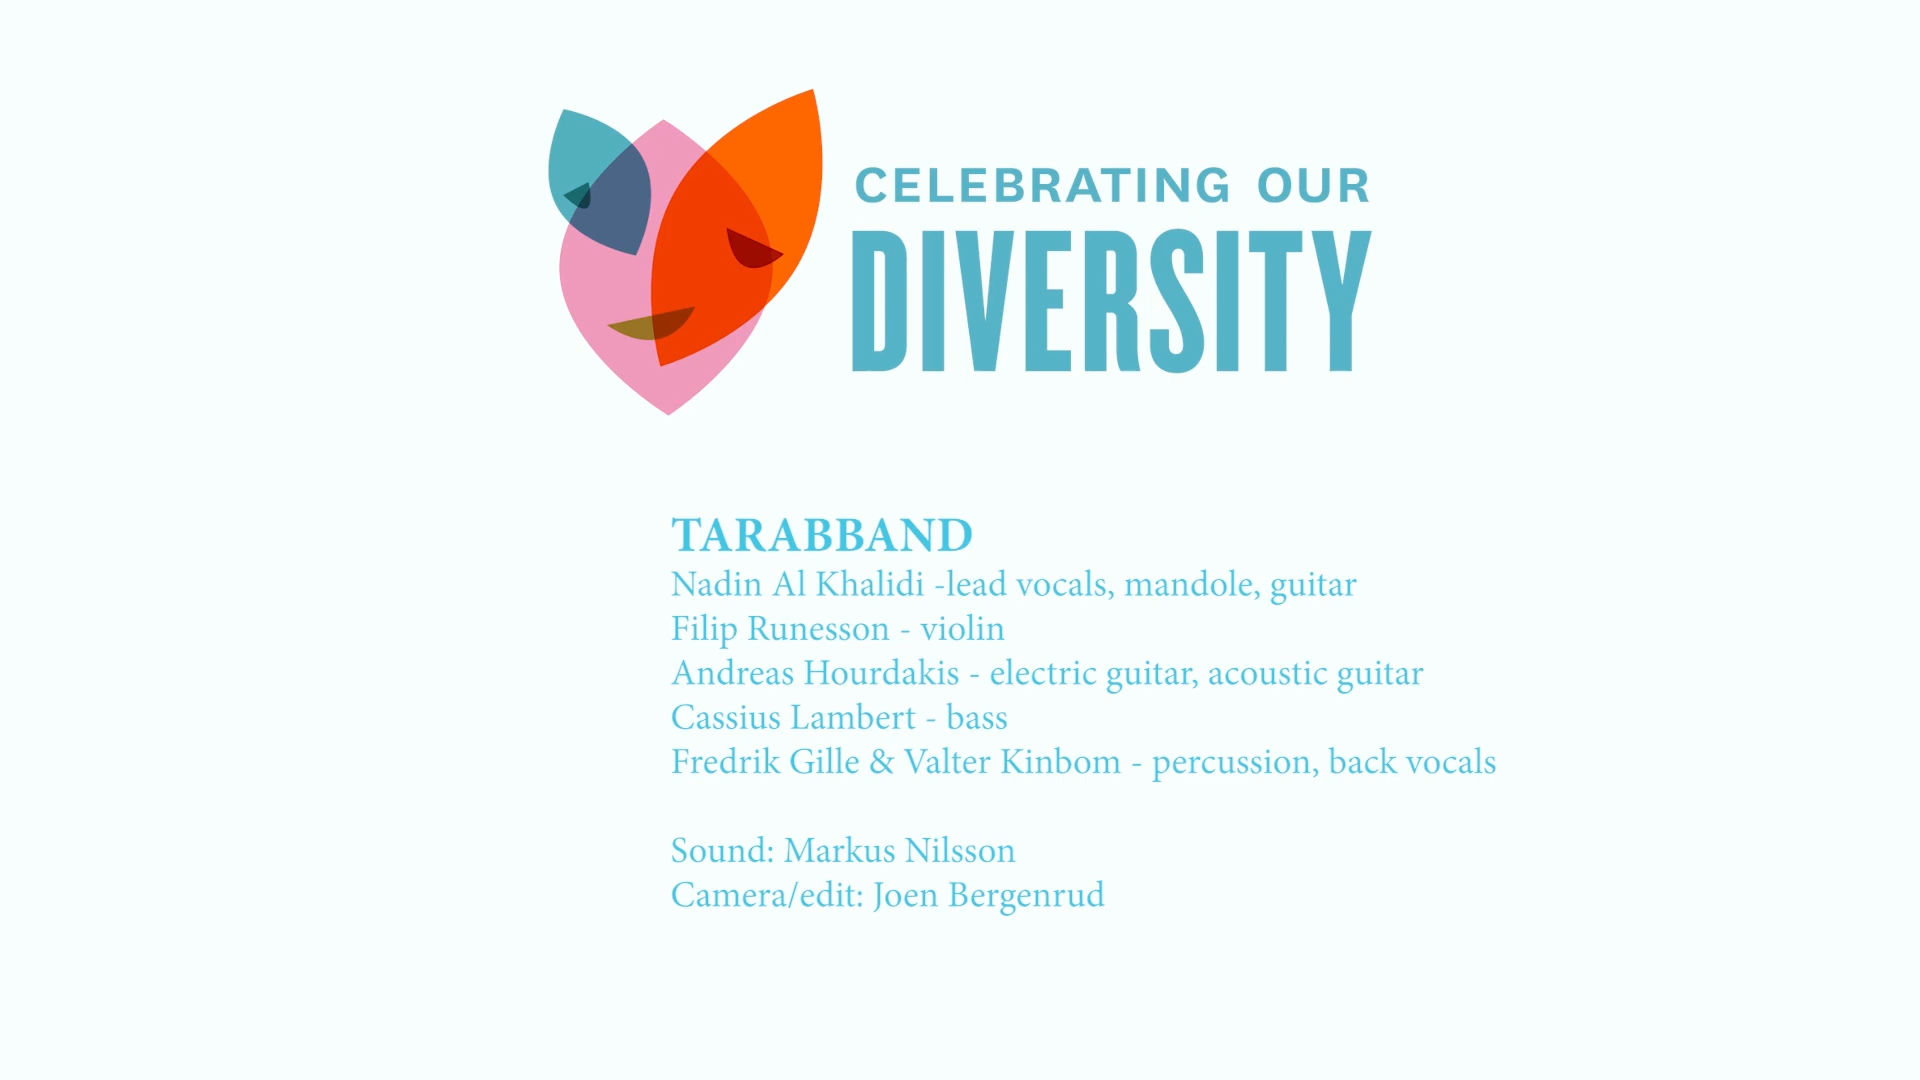 CELEBRATING OUR
DIVERSITY
TARABBAND
Nadin Al Khalidi -lead vocals, mandole, guitar
Filip Runesson - violin
Andreas Hourdakis - electric guitar, acoustic guitar
Cassius Lambert - bass
Fredrik Gille & Valter Kinbom - percussion, back vocals
Sound: Markus Nilsson
Camera/edit: Joen Bergenrud